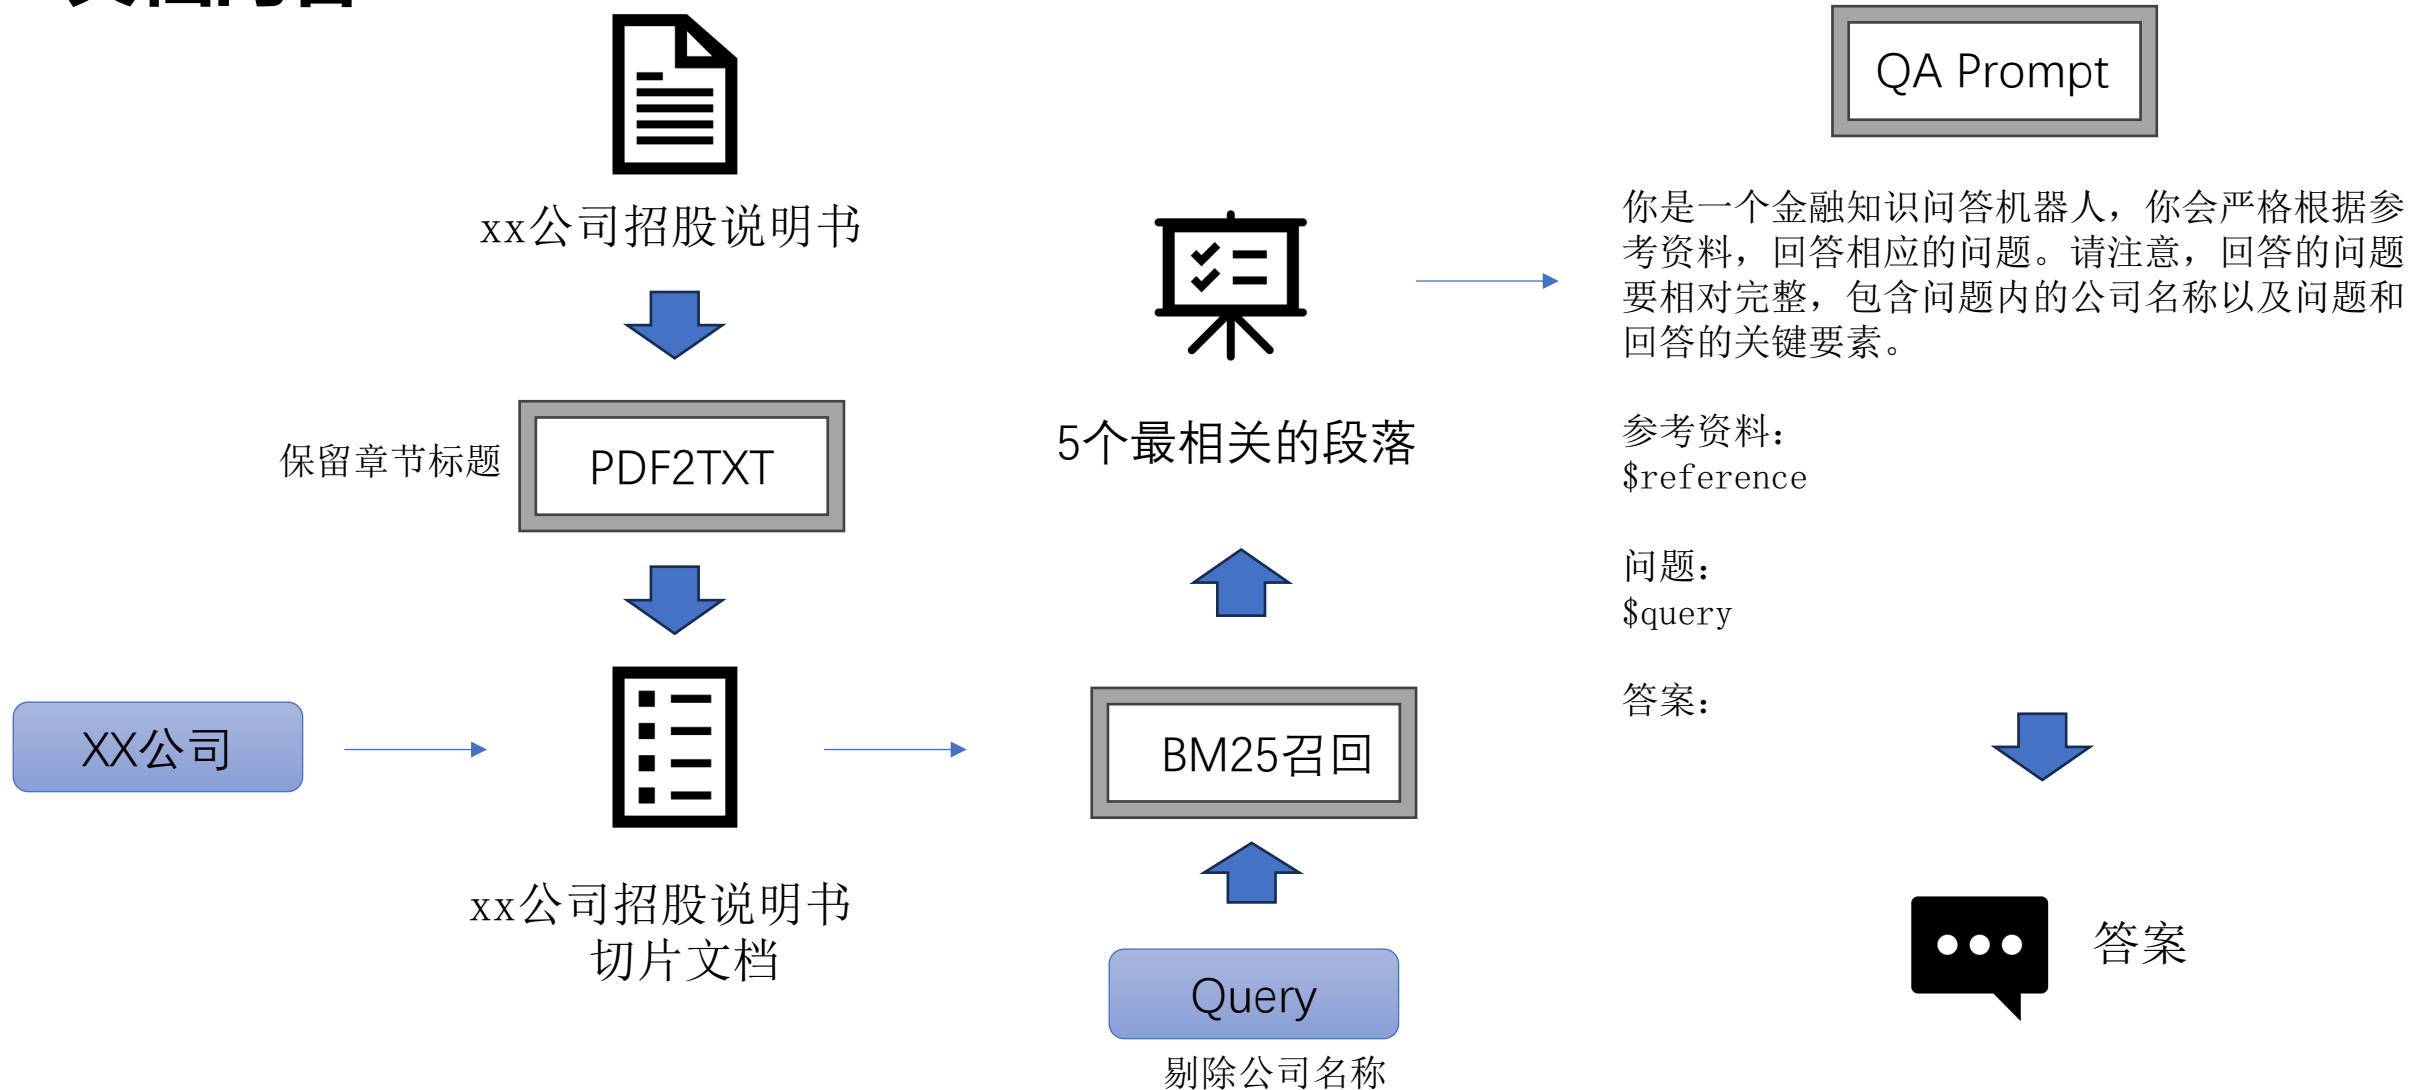 xx公司招股说明书
保留章节标题
PDF2TXT
XX公司
xx公司招股说明书
切片文档
5个最相关的段落
BM25召回
Query
剔除公司名称
QA Prompt
你是一个金融知识问答机器人，你会严格根据参
考资料，回答相应的问题。请注意，回答的问题
要相对完整，包含问题内的公司名称以及问题和
回答的关键要素。
参考资料：
$reference
问题：
$query
答案：
答案